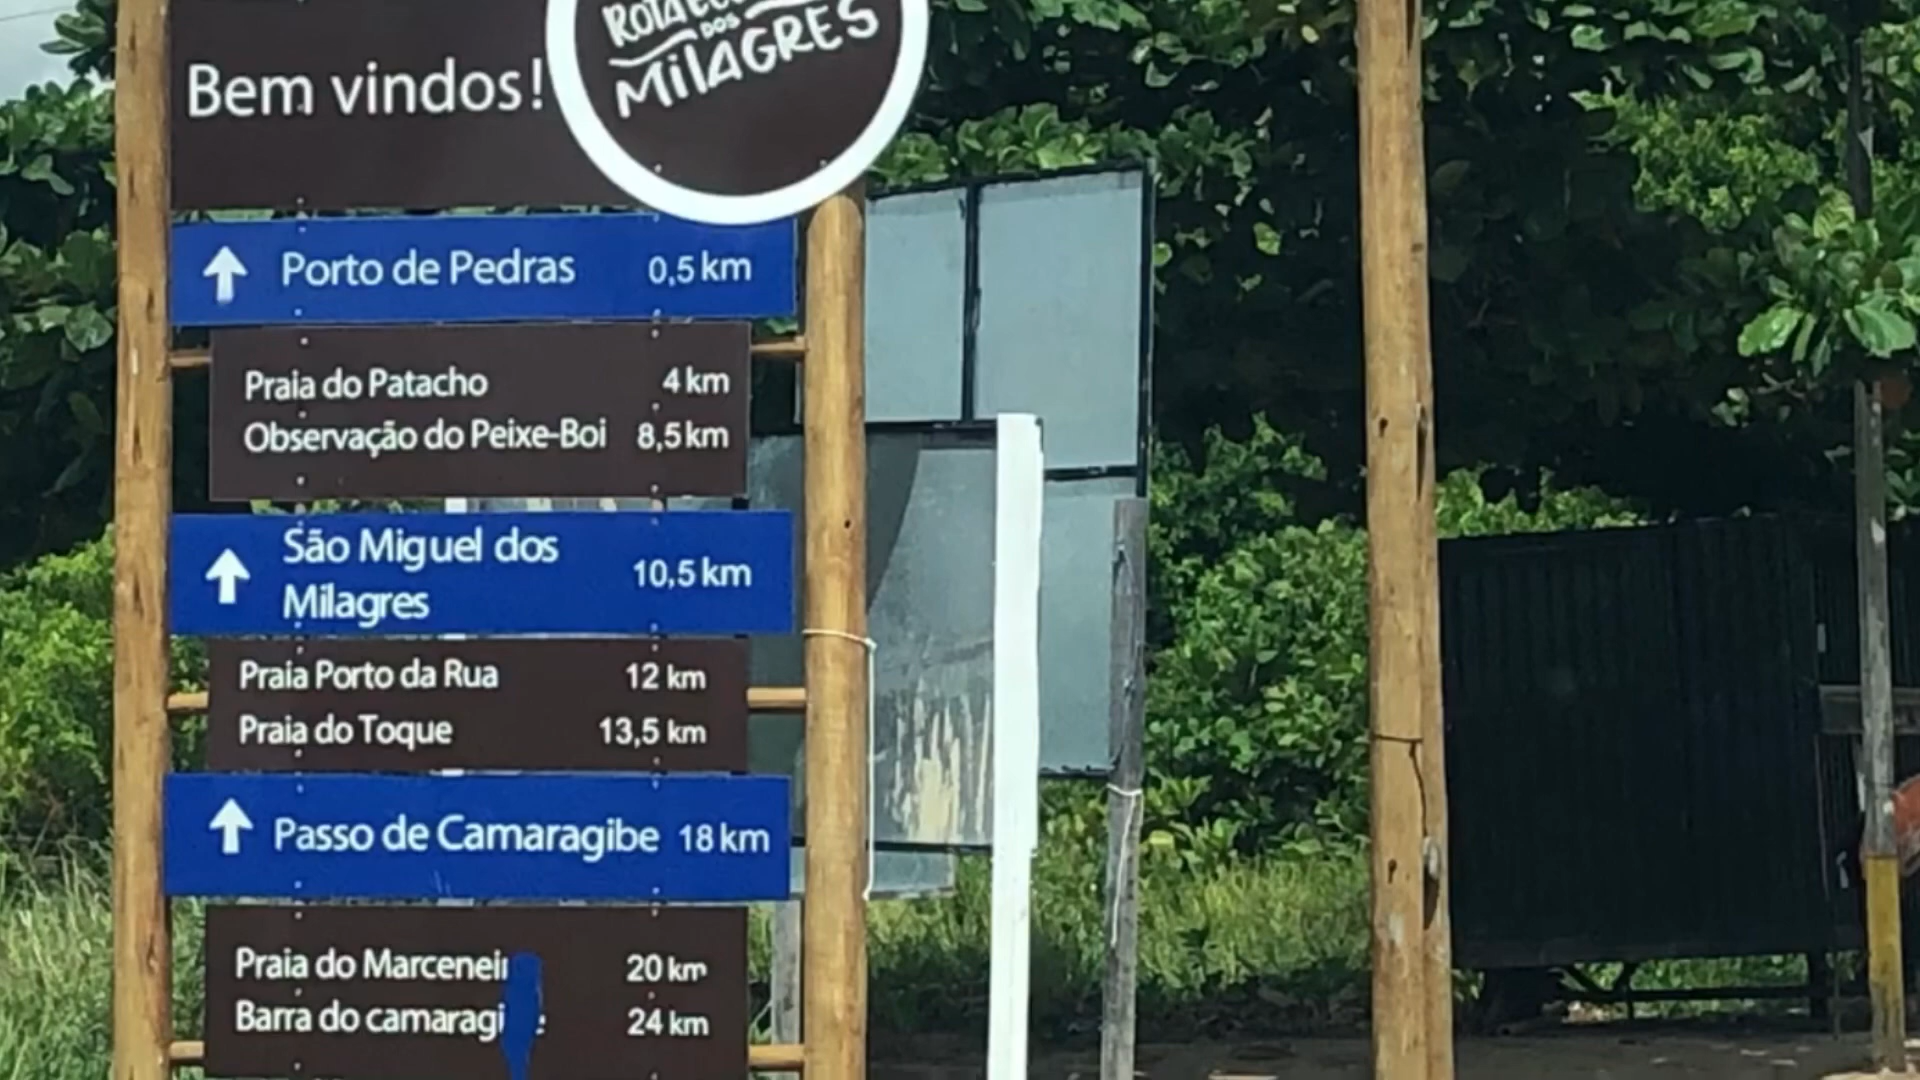 Bem vindos!
ROTA
DOS
MILAGRES
Porto de Pedras 0,5 km
Praia do Patacho 4 km
Observação do Peixe-Boi 8,5 km
São Miguel dos
Milagres 10,5 km
Praia Porto da Rua 12 km
Praia do Toque 13,5 km
Passo de Camaragibe 18 km
Praia do 20 km
Barra do 24 km